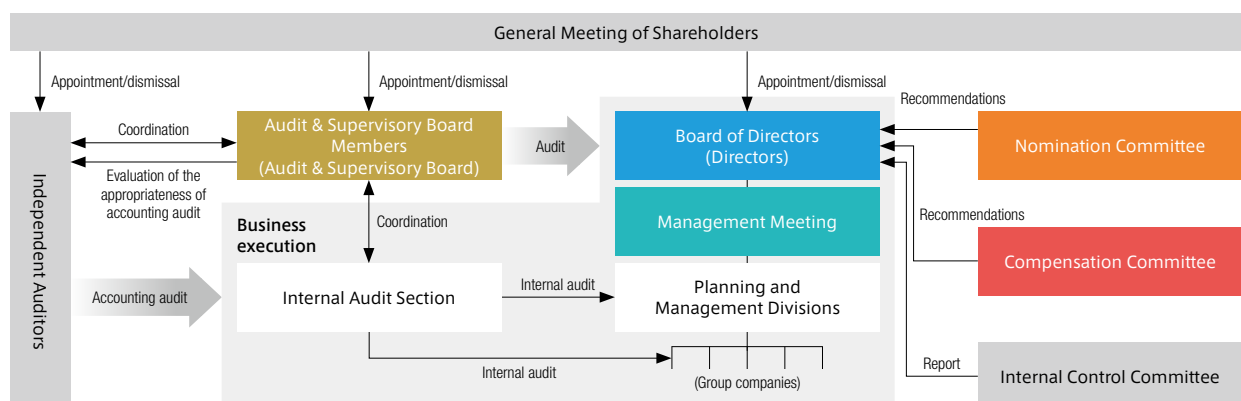 General Meeting of Shareholders
Appointment/dismissal
Appointment/dismissal
Appointment/dismissal
Independent Auditors
Coordination
Evaluation of the
appropriateness of
accounting audit
Audit & Supervisory Board
Members
(Audit & Supervisory Board)
Audit
Board of Directors
(Directors)
Recommendations
Nomination Committee
Business
execution
Coordination
Management Meeting
Recommendations
Compensation Committee
Accounting audit
Internal Audit Section
Internal audit
Planning and
Management Divisions
Internal audit
(Group companies)
Report
Internal Control Committee